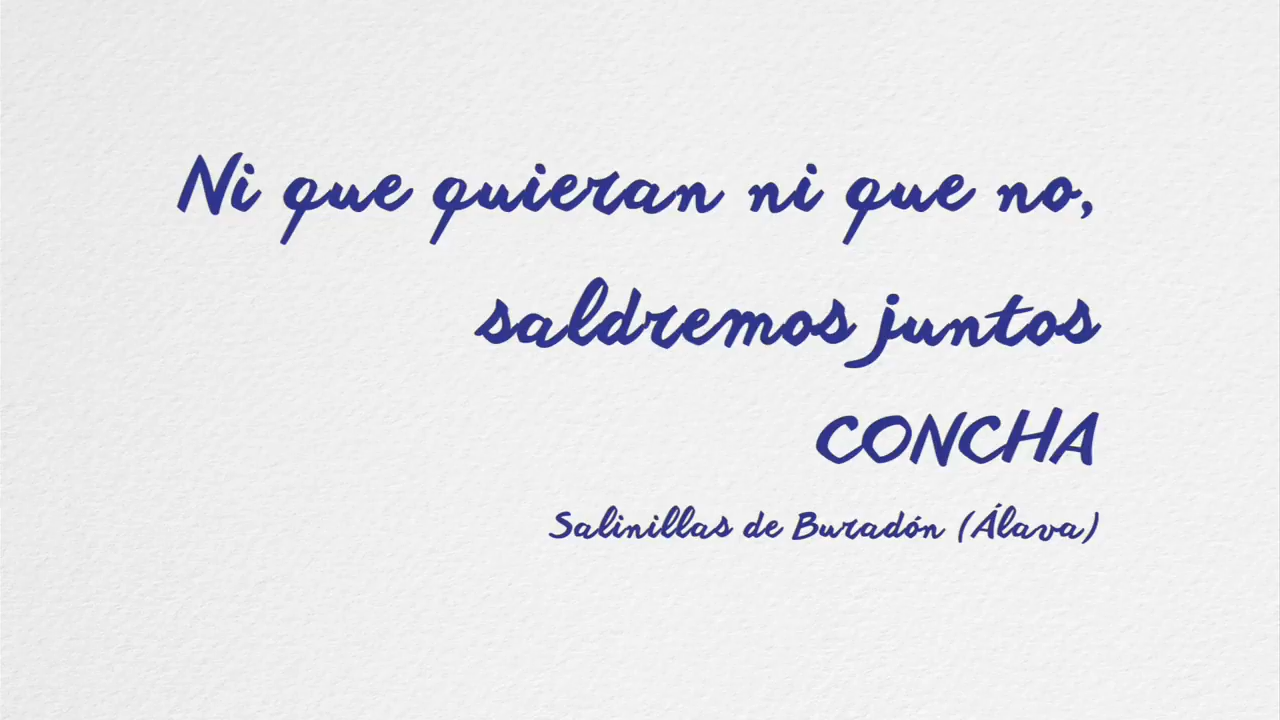 Ni que quieran ni que no,
saldremos juntos
CONCHA
Salinillas de Buradón (Álava)